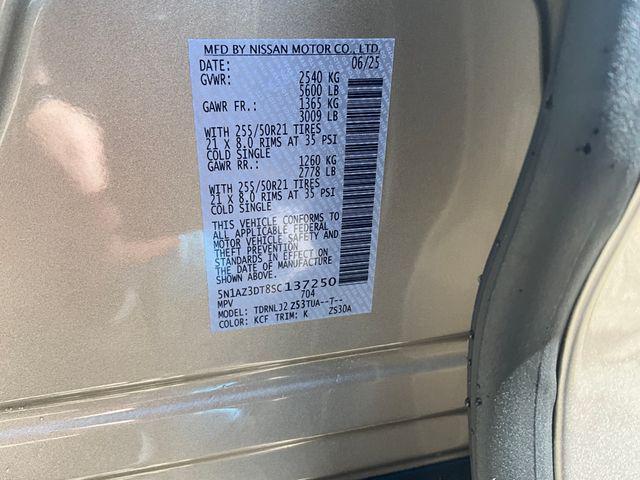 MFD BY NISSAN MOTOR CO., LTD.
DATE: 06/25
GVWR: 2540 KG
5600 LB
GAWR FR.: 1365 KG
3009 LB
WITH 255/50R21 TIRES
21 X 8.0 RIMS AT 35 PSI
COLD SINGLE
GAWR RR.: 1260 KG
2778 LB
WITH 255/50R21 TIRES
21 X 8.0 RIMS AT 35 PSI
COLD SINGLE
THIS VEHICLE CONFORMS TO
ALL APPLICABLE FEDERAL
MOTOR VEHICLE SAFETY AND
THEFT PREVENTION
STANDARDS IN EFFECT ON
THE DATE OF MANUFACTURE
SHOWN ABOVE.
5N1AZ3DT8SC137250
MPV 704
MODEL: TDRNLJ2Z53TUA--T--
COLOR: KCF TRIM: K ZS30A